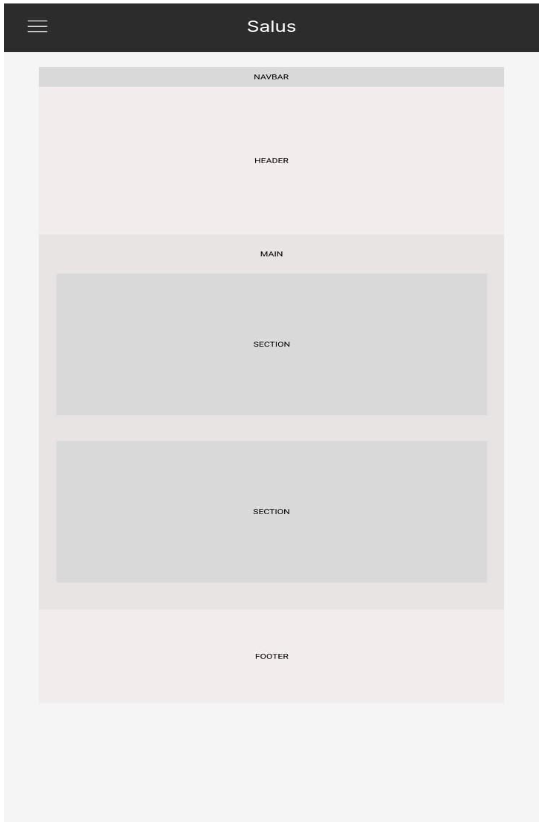 Salus
NAVBAR
HEADER
MAIN
SECTION
SECTION
FOOTER